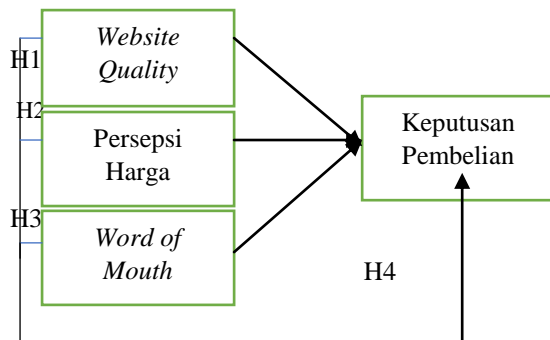 H1
Website
Quality
H2
Persepsi
Harga
H3
Word of
Mouth
Keputusan
Pembelian
H4